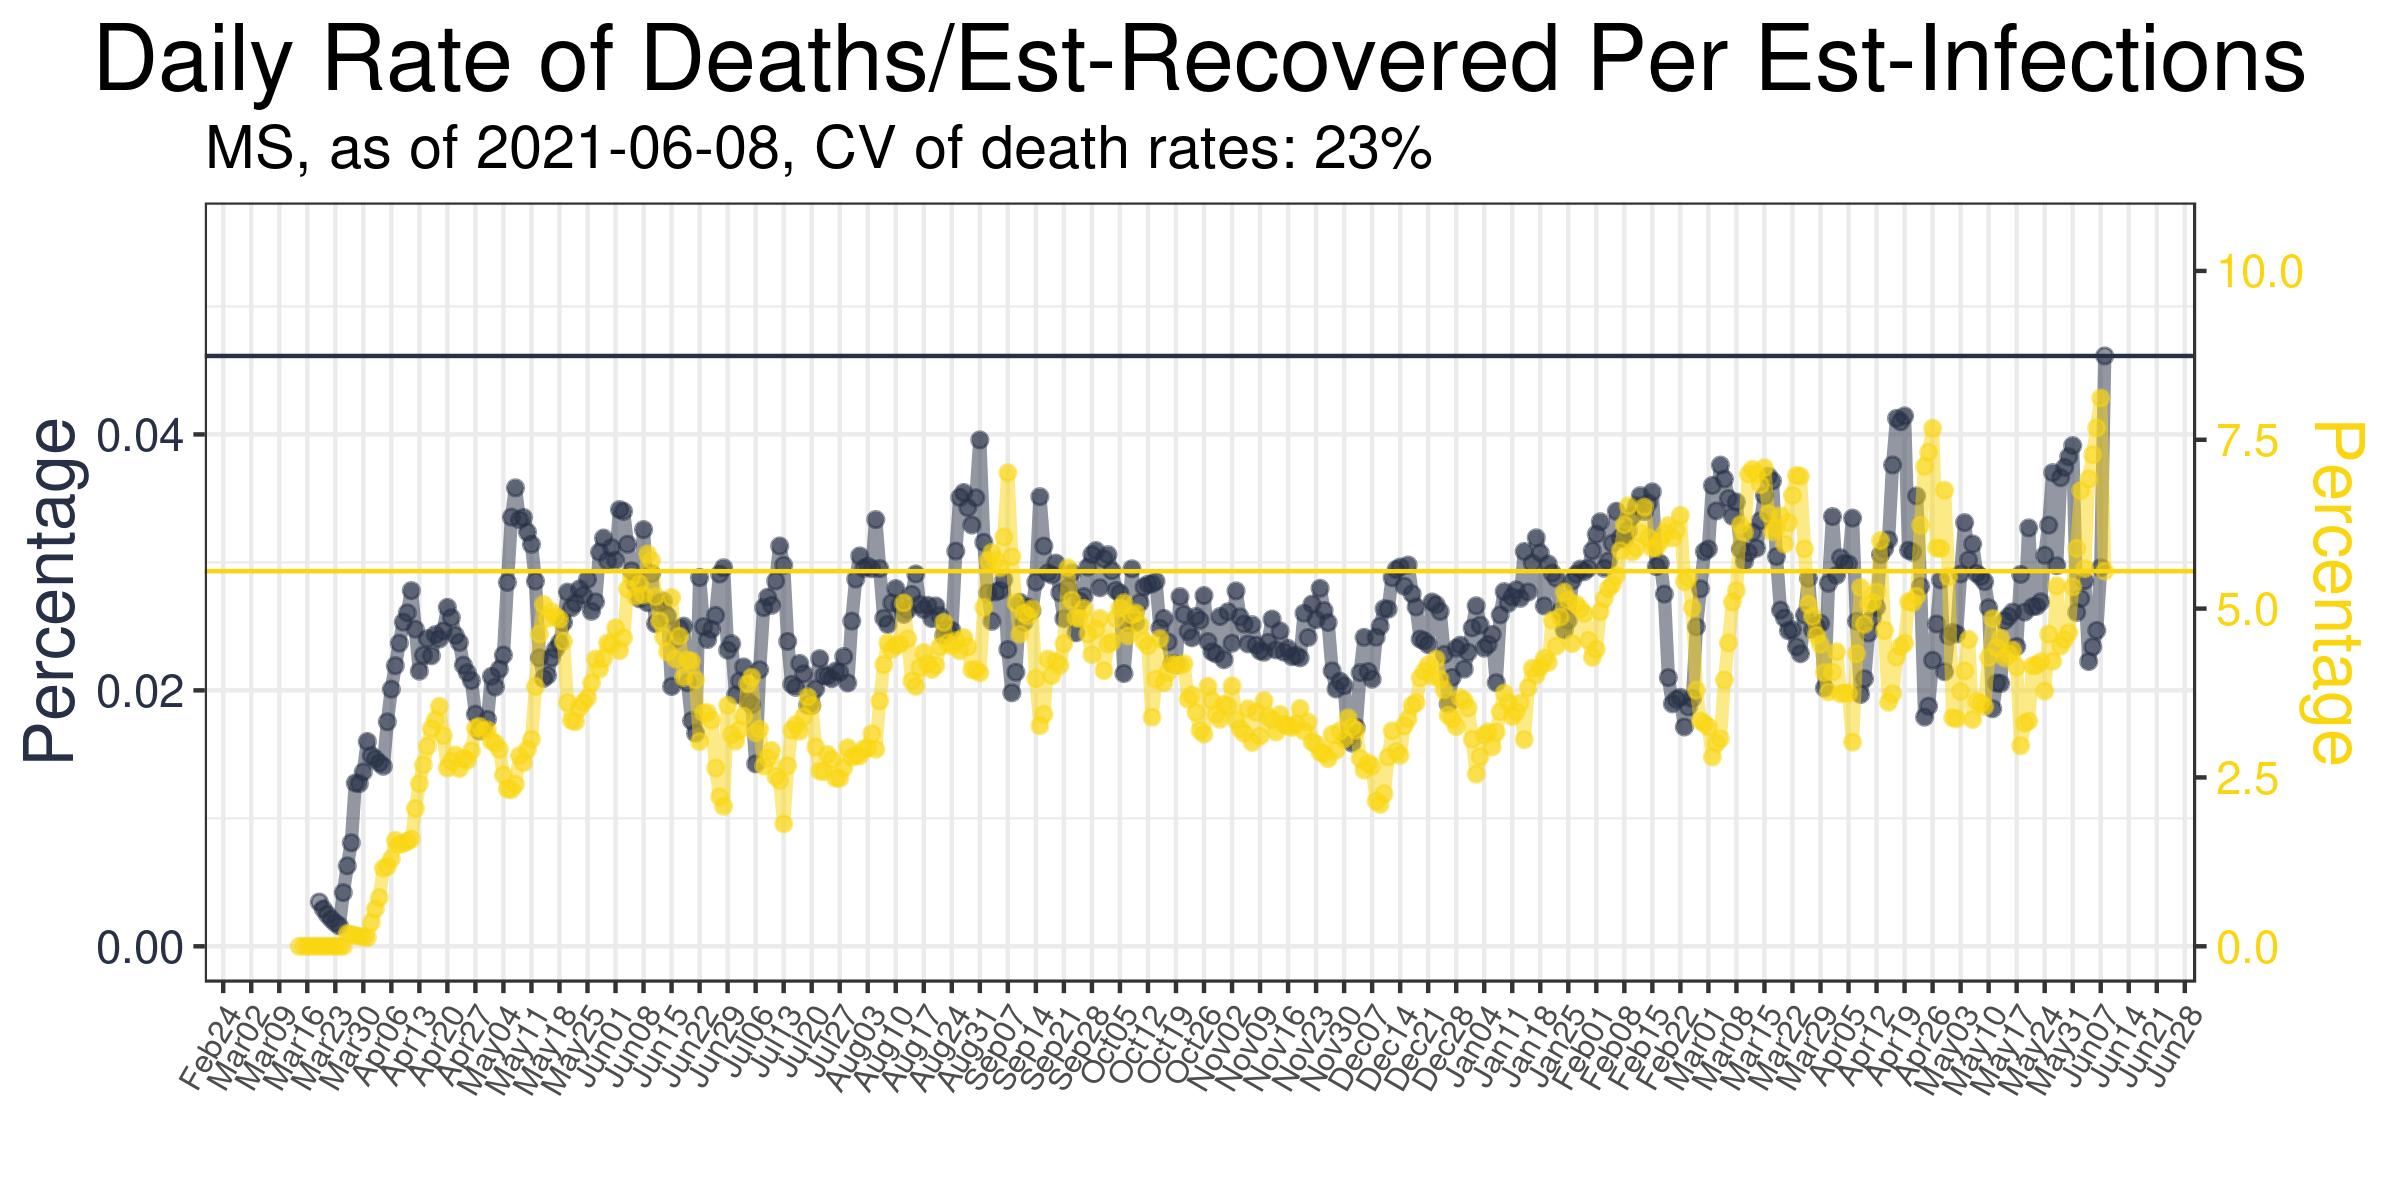 Daily Rate of Deaths/Est-Recovered Per Est-Infections
MS, as of 2021-06-08, CV of death rates: 23%
Percentage
0.04
0.02
0.00
10.0
7.5
5.0
2.5
0.0
Percentage
Feb24
Mar02
Mar09
Mar16
Mar23
Mar30
Apr06
Apr13
Apr20
Apr27
May04
May11
May18
May25
Jun01
Jun08
Jun15
Jun22
Jun29
Jul06
Jul13
Jul20
Jul27
Aug03
Aug10
Aug17
Aug24
Aug31
Sep07
Sep14
Sep21
Sep28
Oct05
Oct12
Oct19
Oct26
Nov02
Nov09
Nov16
Nov23
Nov30
Dec07
Dec14
Dec21
Dec28
Jan04
Jan11
Jan18
Jan25
Feb01
Feb08
Feb15
Feb22
Mar01
Mar08
Mar15
Mar22
Mar29
Apr05
Apr12
Apr19
Apr26
May03
May10
May17
May24
May31
Jun07
Jun14
Jun21
Jun28